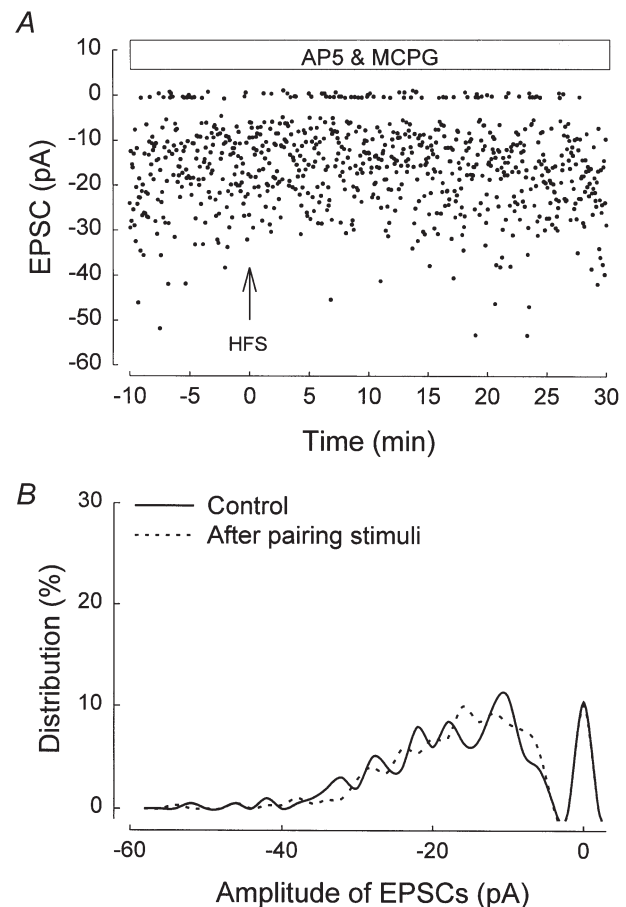 A
AP5 & MCPG
10
0
-10
-20
-30
-40
-50
-60
EPSC (pA)
HFS
-10 -5 0 5 10 15 20 25 30
Time (min)
B
Control
After pairing stimuli
30
20
10
0
Distribution (%)
-60 -40 -20 0
Amplitude of EPSCs (pA)